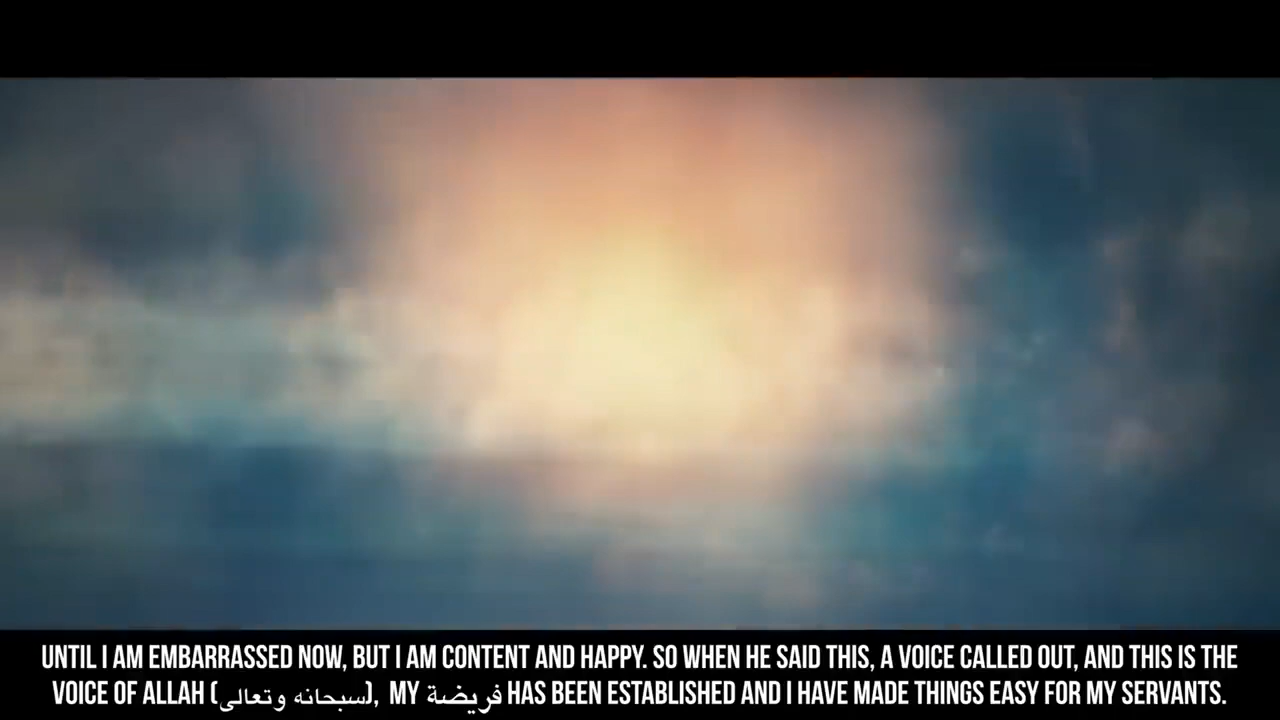 UNTIL I AM EMBARRASSED NOW, BUT I AM CONTENT AND HAPPY. SO WHEN HE SAID THIS, A VOICE CALLED OUT, AND THIS IS THE
VOICE OF ALLAH (سبحانه وتعالى), MY فريضة HAS BEEN ESTABLISHED AND I HAVE MADE THINGS EASY FOR MY SERVANTS.